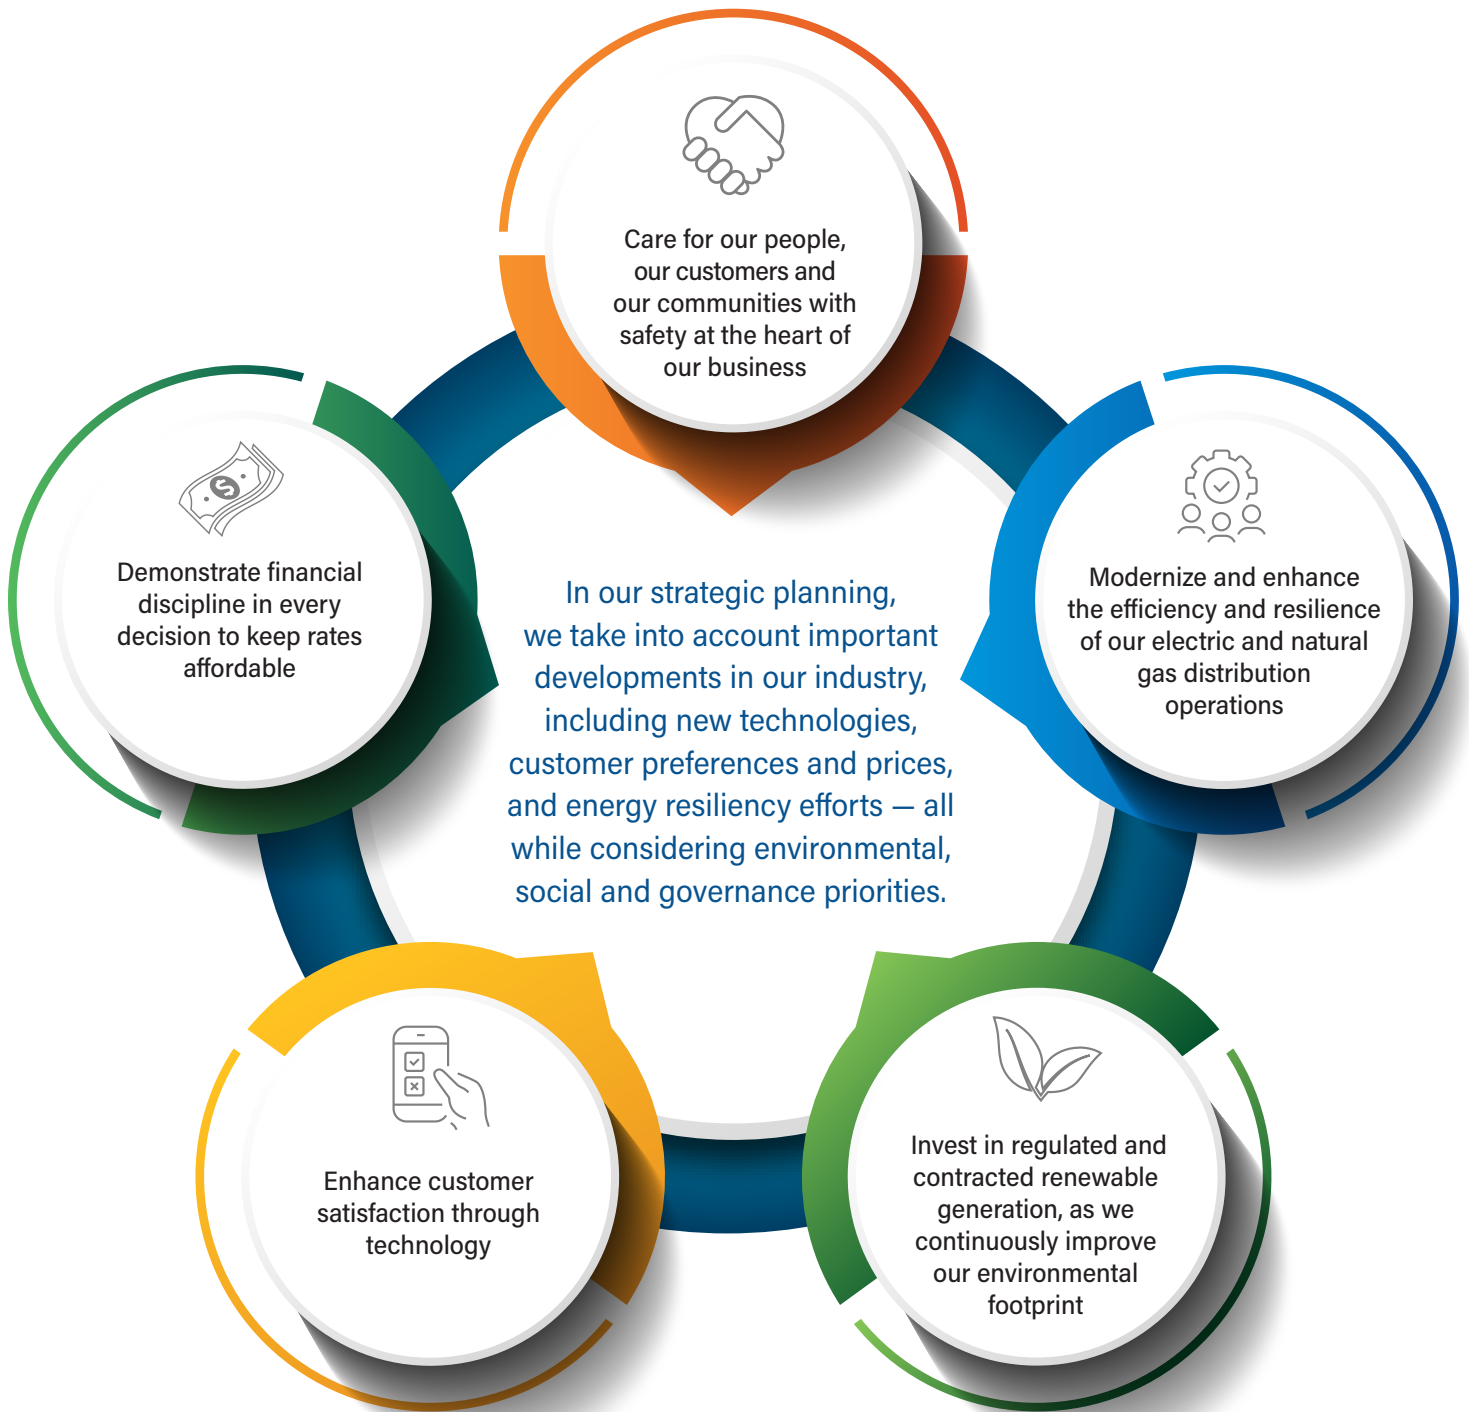 Care for our people,
our customers and
our communities with
safety at the heart of
our business
Demonstrate financial
discipline in every
decision to keep rates
affordable
Modernize and enhance
the efficiency and resilience
of our electric and natural
gas distribution
operations
In our strategic planning,
we take into account important
developments in our industry,
including new technologies,
customer preferences and prices,
and energy resiliency efforts — all
while considering environmental,
social and governance priorities.
Enhance customer
satisfaction through
technology
Invest in regulated and
contracted renewable
generation, as we
continuously improve
our environmental
footprint